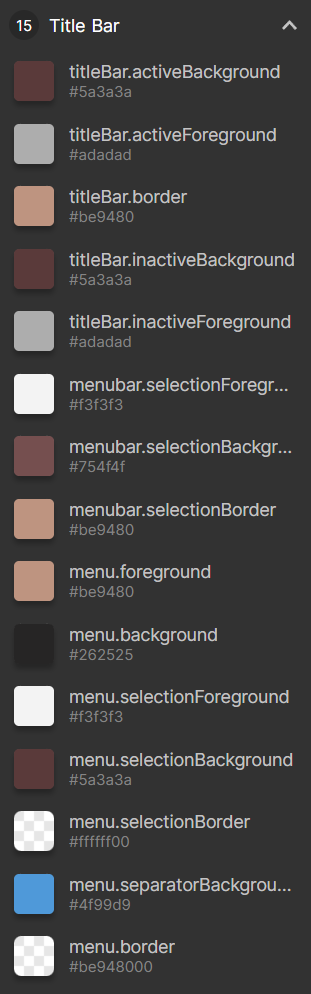 15 Title Bar
titleBar.activeBackground
#5a3a3a
titleBar.activeForeground
#adadad
titleBar.border
#be9480
titleBar.inactiveBackground
#5a3a3a
titleBar.inactiveForeground
#adadad
menubar.selectionForegr...
#f3f3f3
menubar.selectionBackgr...
#754f4f
menubar.selectionBorder
#be9480
menu.foreground
#be9480
menu.background
#262525
menu.selectionForeground
#f3f3f3
menu.selectionBackground
#5a3a3a
menu.selectionBorder
#ffffff00
menu.separatorBackgrou...
#4f99d9
menu.border
#be948000